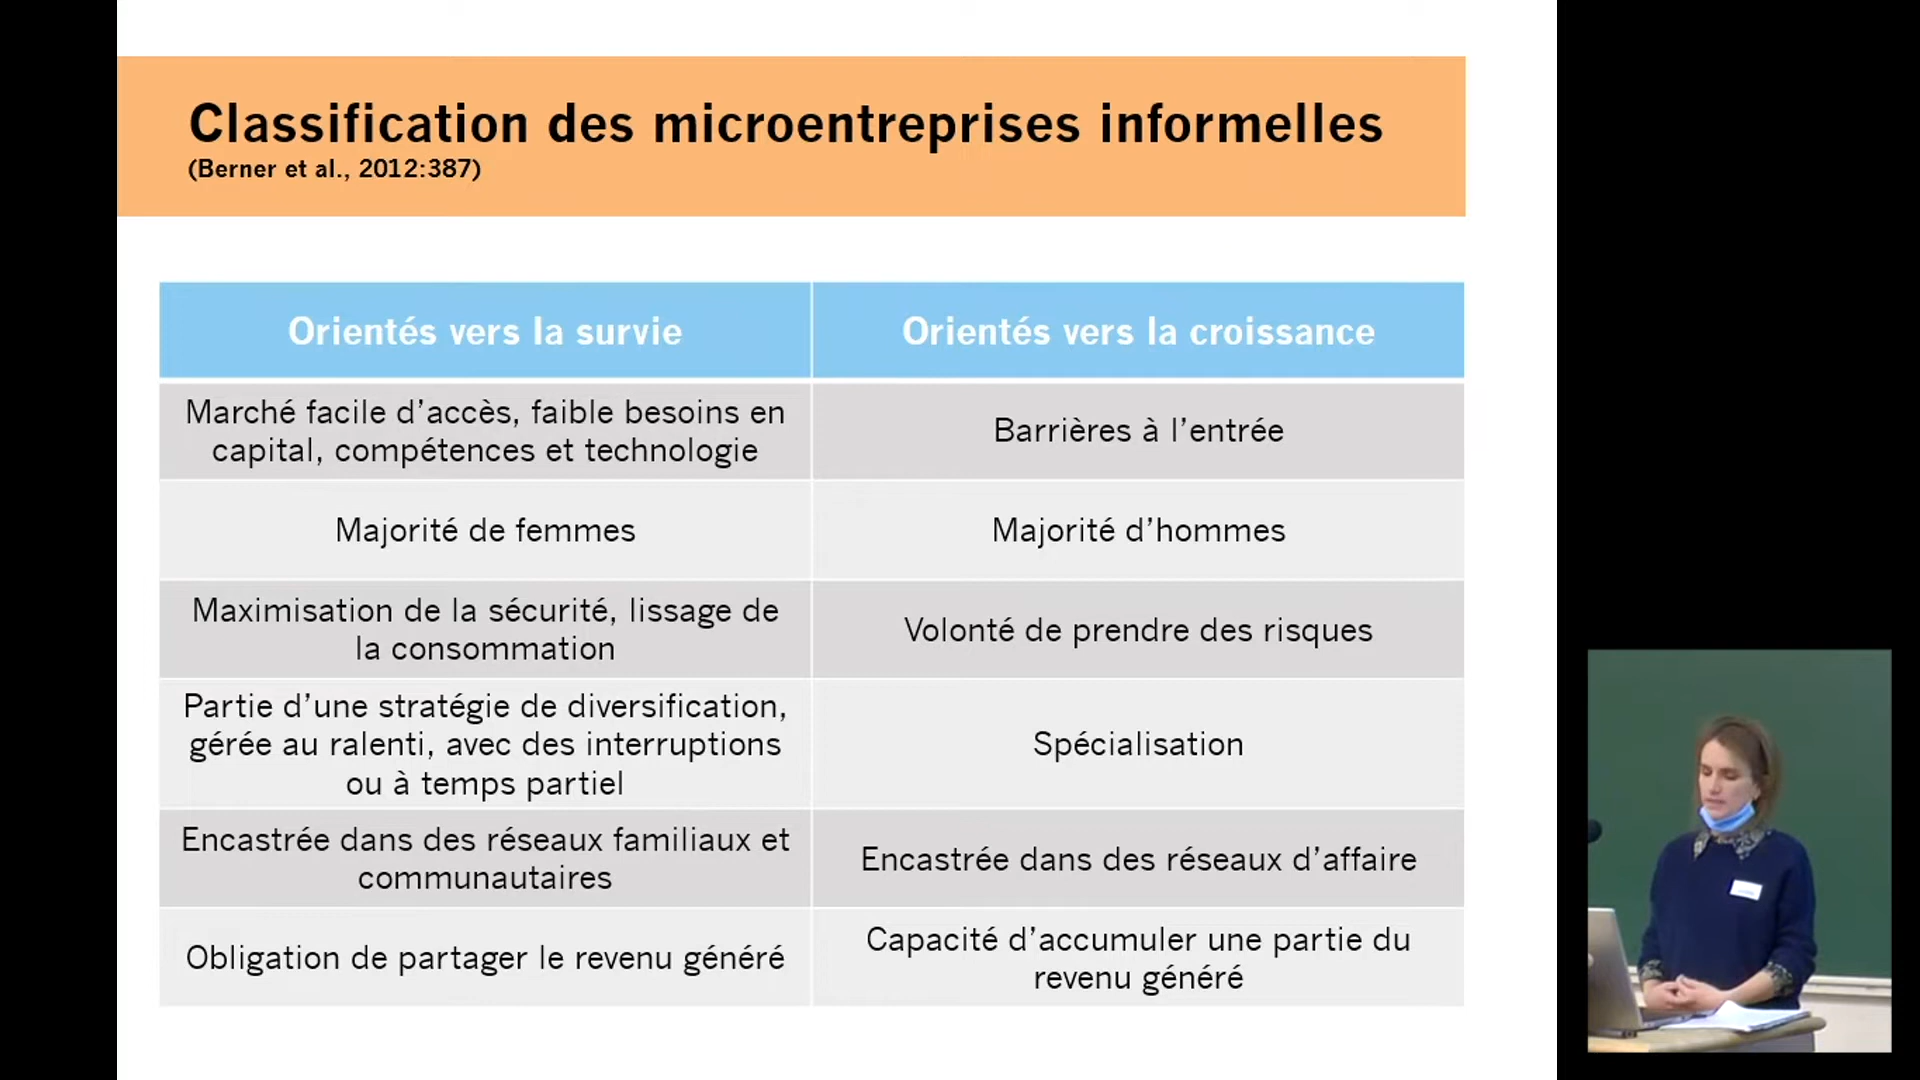 Classification des microentreprises informelles
(Berner et al., 2012:387)
Orientés vers la survie
Orientés vers la croissance
Marché facile d’accès, faible besoins en
capital, compétences et technologie
Barrières à l’entrée
Majorité de femmes
Majorité d’hommes
Maximisation de la sécurité, lissage de
la consommation
Volonté de prendre des risques
Partie d’une stratégie de diversification,
gérée au ralenti, avec des interruptions
ou à temps partiel
Spécialisation
Encastrée dans des réseaux familiaux et
communautaires
Encastrée dans des réseaux d’affaire
Obligation de partager le revenu généré
Capacité d’accumuler une partie du
revenu généré